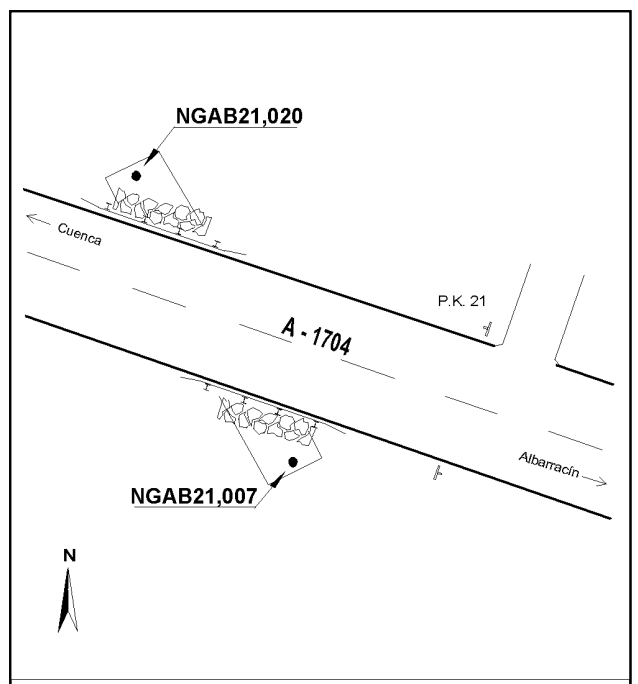 NGAB21,020
Cuenca
P.K. 21
A - 1704
Albarracín
NGAB21,007
N